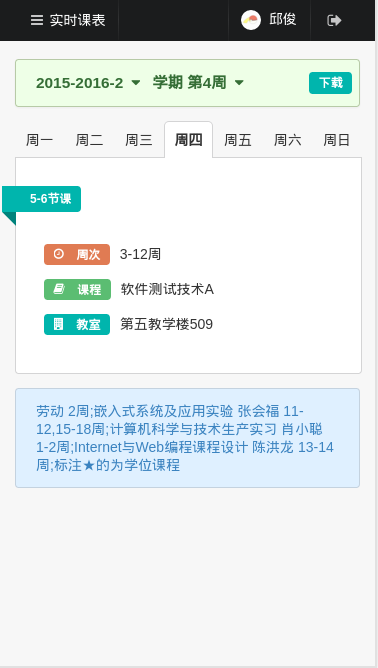 实时课表 邱俊
2015-2016-2 学期 第4周 下载
周一 周二 周三 周四 周五 周六 周日
5-6节课
周次 3-12周
课程 软件测试技术A
教室 第五教学楼509
劳动 2周;嵌入式系统及应用实验 张会福 11-
12,15-18周;计算机科学与技术生产实习 肖小聪
1-2周;Internet与Web编程课程设计 陈洪龙 13-14
周;标注★的为学位课程